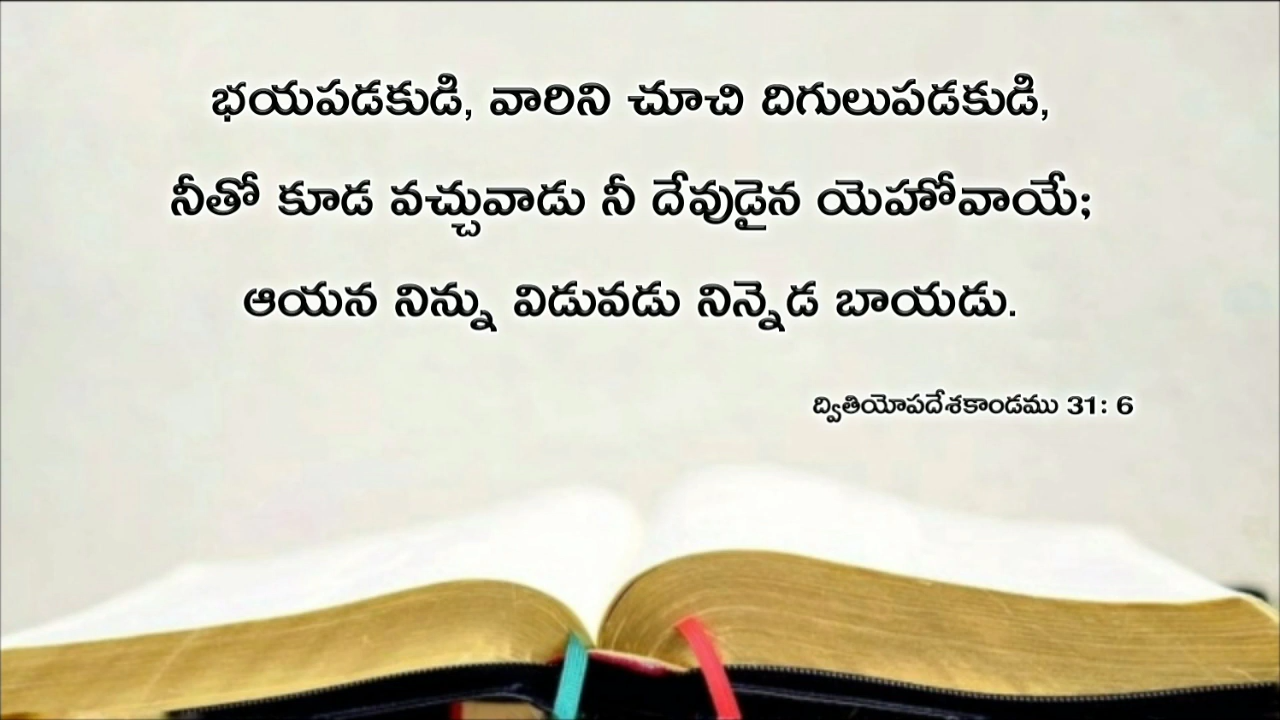 భయపడకుడి, వారిని చూచి దిగులుపడకుడి,
నీతో కూడ వచ్చువాడు నీ దేవుడైన యెహోవాయే;
ఆయన నిన్ను విడువడు నిన్నెడ బాయడు.
ద్వితియోపదేశకాండము 31: 6